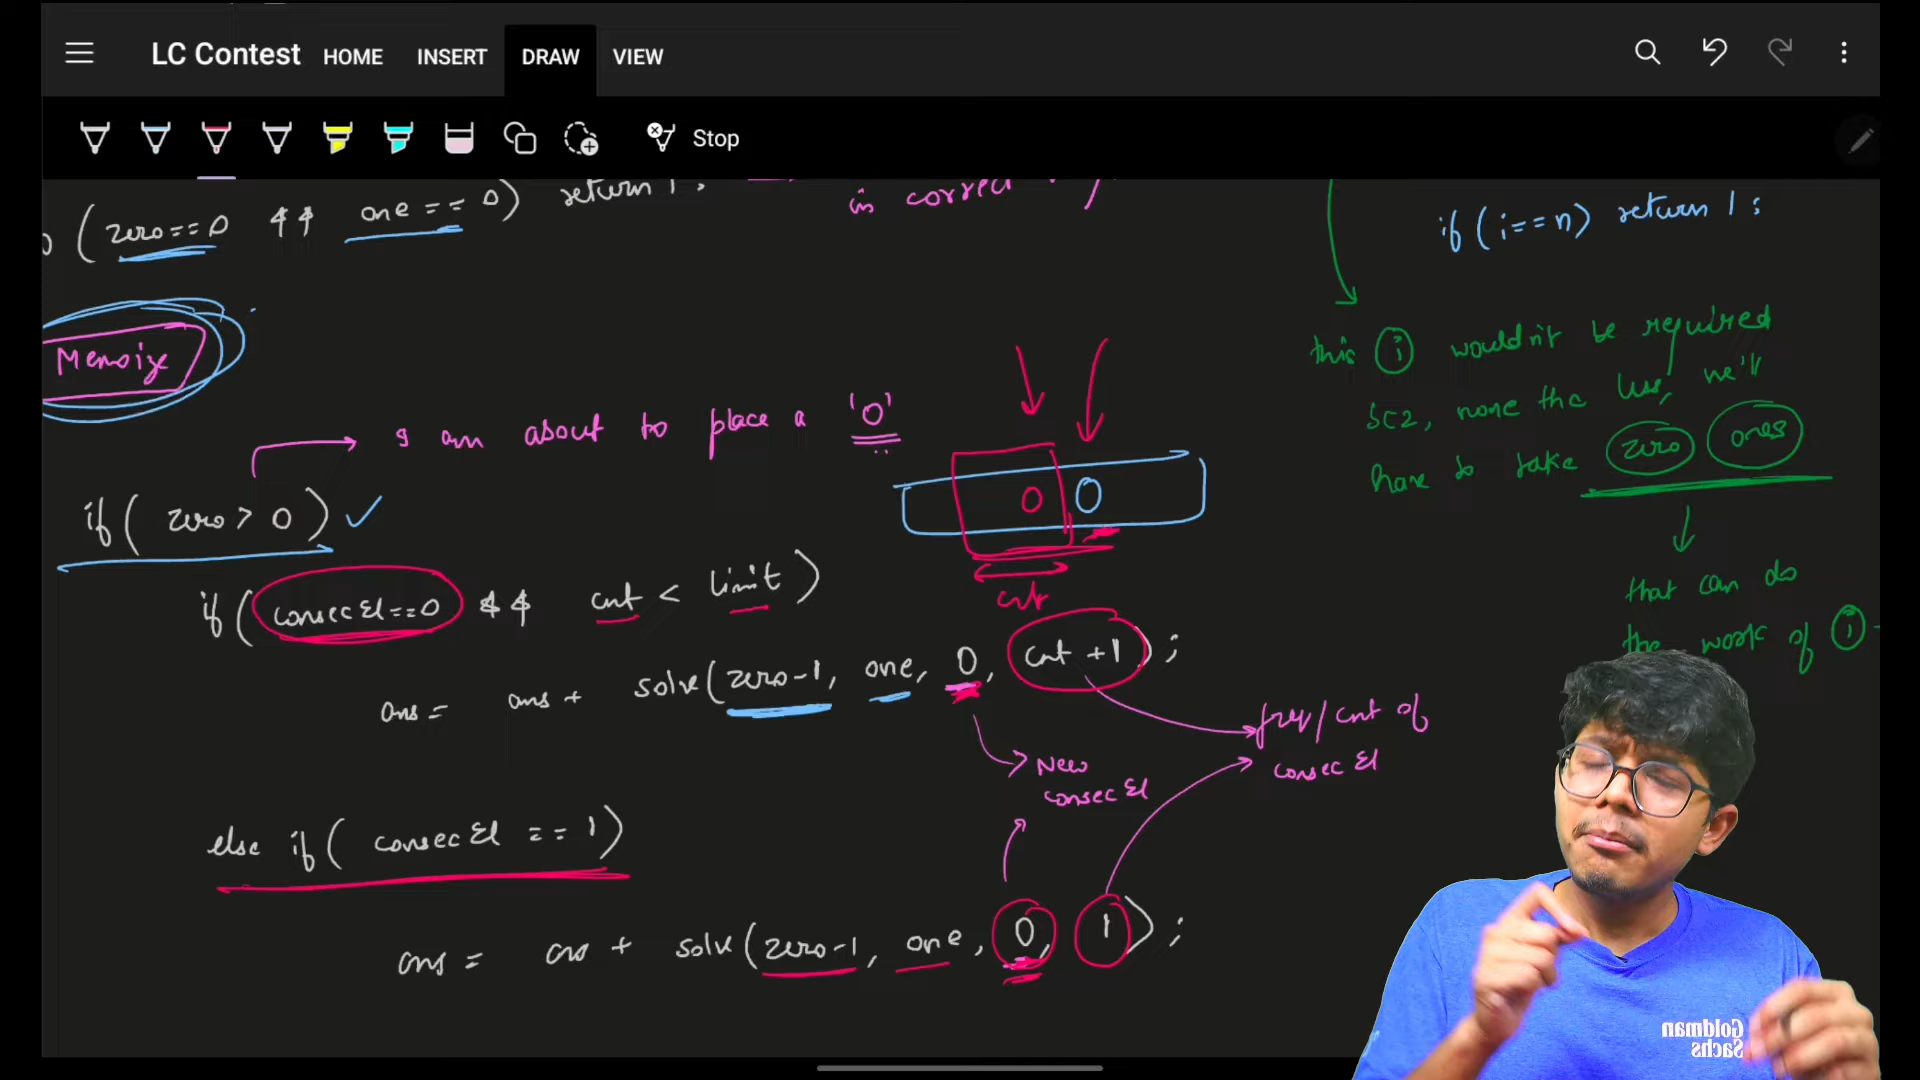 LC Contest HOME INSERT DRAW VIEW
Stop
(zero==0 && one==0) return 1;
is correct
if (i==n) return 1;
Memoize
this i wouldn't be required
bcz, none the less, we'll
have to take zero ones
that can do
the work of i
I am about to place a '0'
if( zero > 0 )
0 0
cnt
if( consecEl==0 && cnt < limit )
ans = ans + solve(zero-1, one, 0, cnt+1);
New
consec El
freq/cnt of
consec El
else if( consec El == 1)
ans = ans + solve(zero-1, one, 0, 1);
Goldman
Sachs